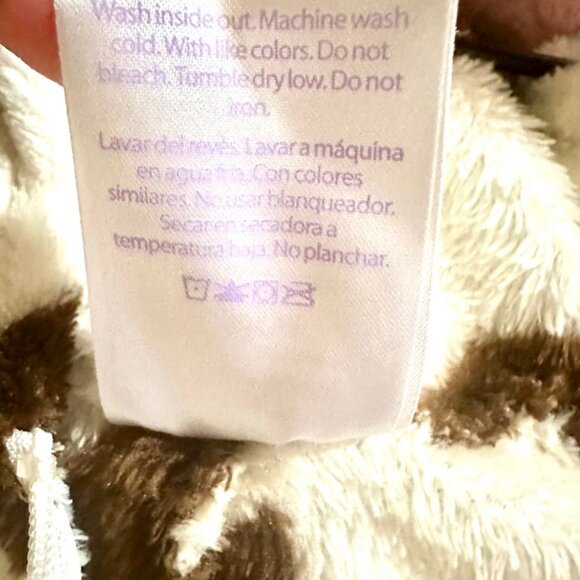 Wash inside out. Machine wash
cold. With like colors. Do not
bleach. Tumble dry low. Do not
iron.
Lavar del revés. Lavar a máquina
en agua fría. Con colores
similares. No usar blanqueador.
Secar en secadora a
temperatura baja. No planchar.